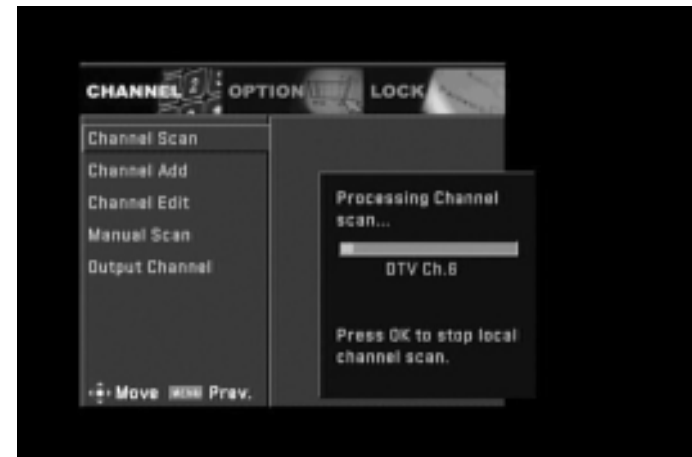 CHANNEL OPTION LOCK
Channel Scan
Channel Add
Channel Edit
Manual Scan
Output Channel
Processing Channel
scan...
DTV Ch.6
Press OK to stop local
channel scan.
Move MENU Prev.